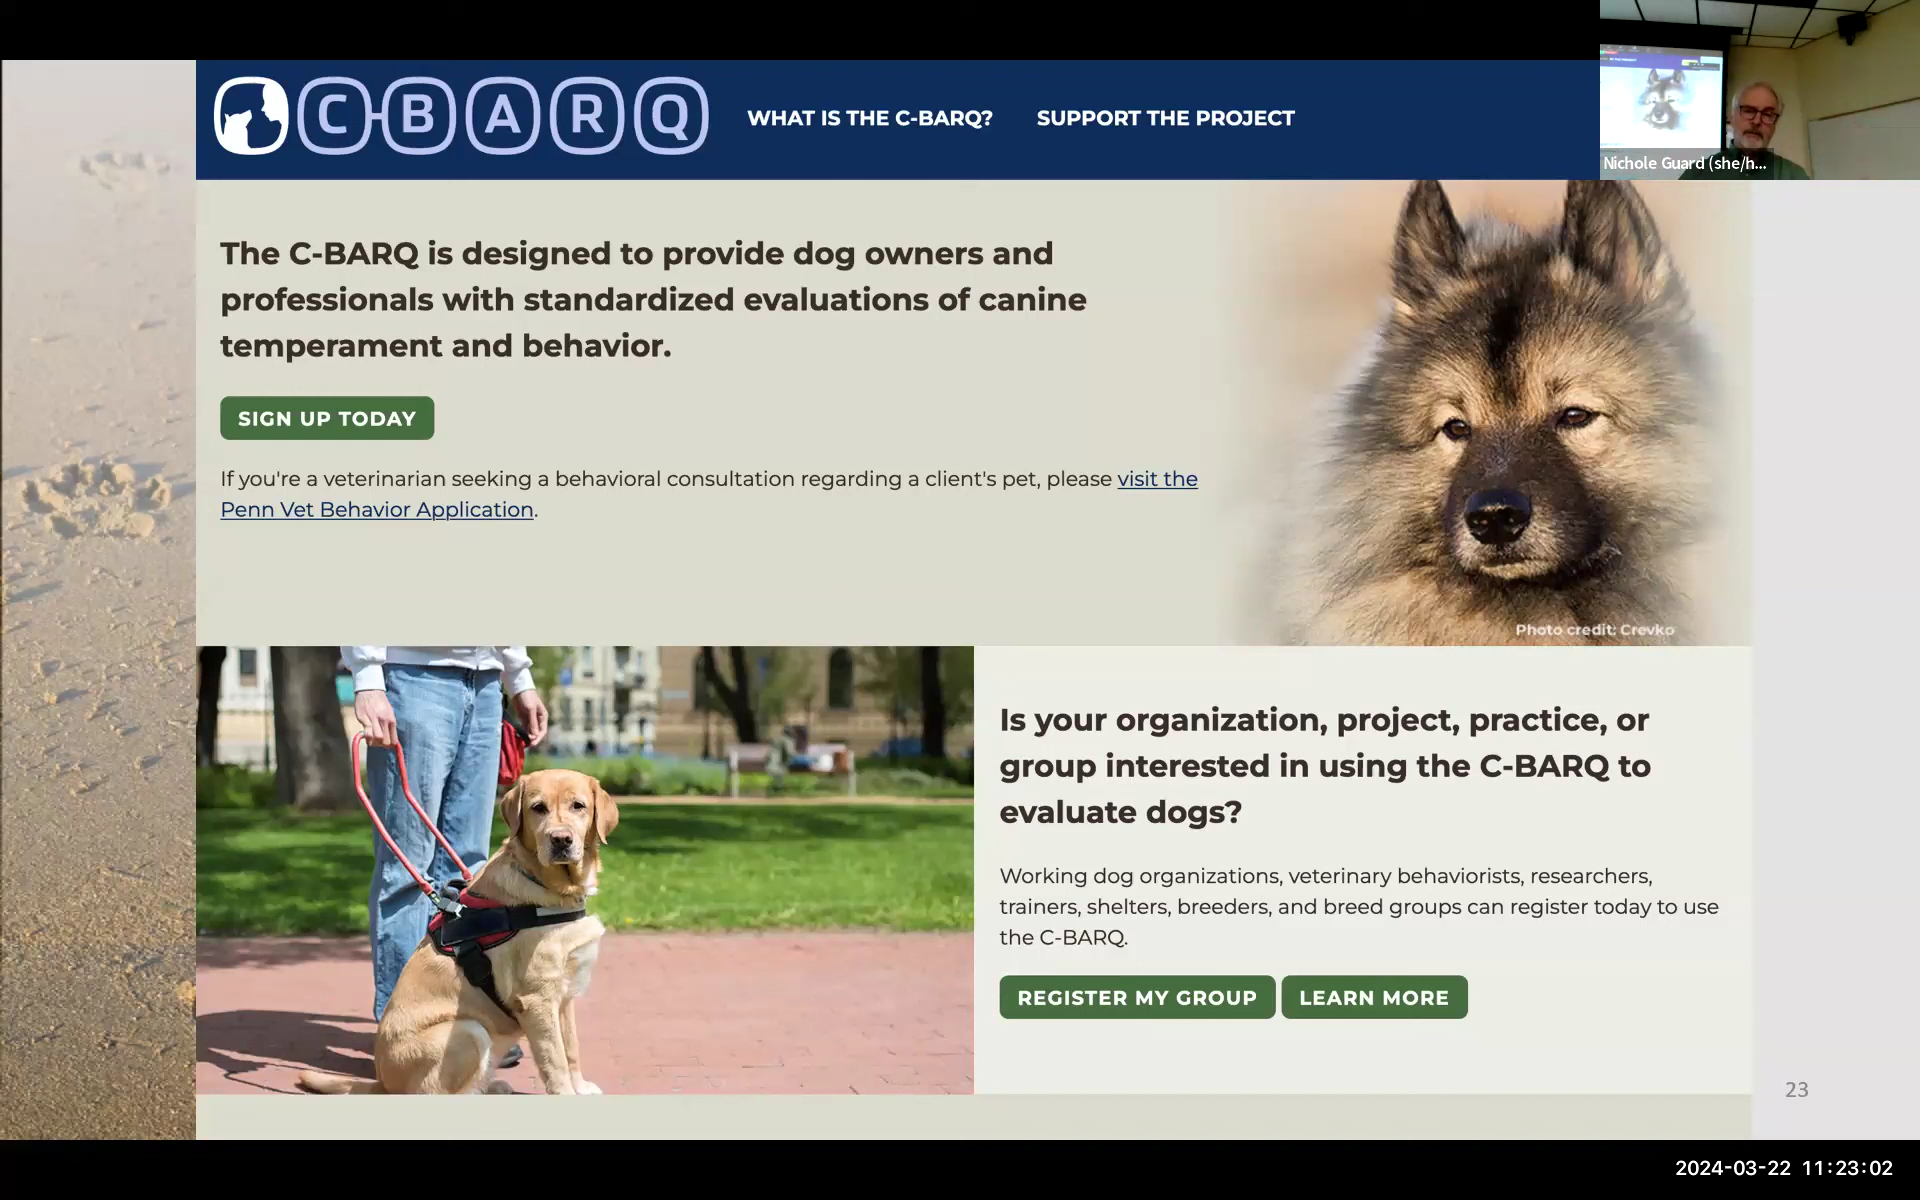 C-BARQ
WHAT IS THE C-BARQ?
SUPPORT THE PROJECT
Nichole Guard (she/h...
The C-BARQ is designed to provide dog owners and
professionals with standardized evaluations of canine
temperament and behavior.
SIGN UP TODAY
If you're a veterinarian seeking a behavioral consultation regarding a client's pet, please visit the
Penn Vet Behavior Application.
Photo credit: Crevko
Is your organization, project, practice, or
group interested in using the C-BARQ to
evaluate dogs?
Working dog organizations, veterinary behaviorists, researchers,
trainers, shelters, breeders, and breed groups can register today to use
the C-BARQ.
REGISTER MY GROUP
LEARN MORE
23
2024-03-22 11:23:02